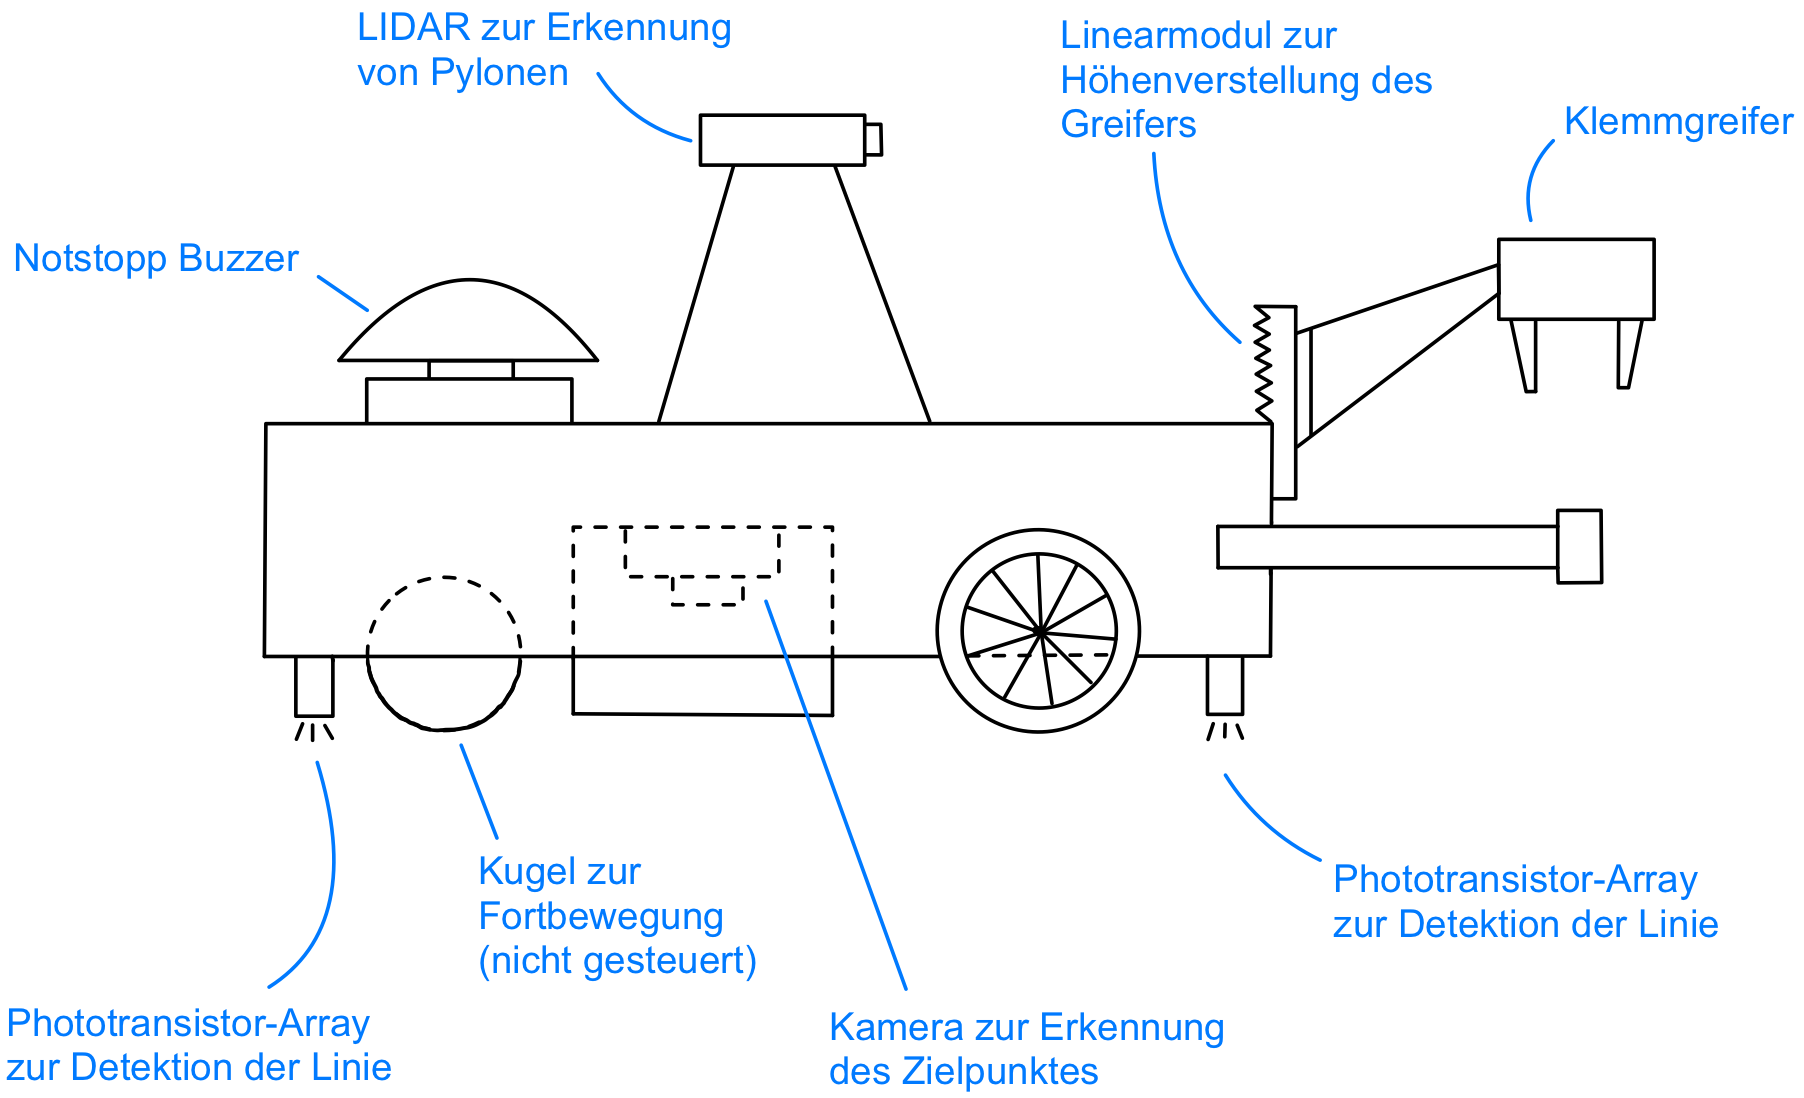 LIDAR zur Erkennung
von Pylonen
Linearmodul zur
Höhenverstellung des
Greifers
Klemmgreifer
Notstopp Buzzer
Kugel zur
Fortbewegung
(nicht gesteuert)
Phototransistor-Array
zur Detektion der Linie
Phototransistor-Array
zur Detektion der Linie
Kamera zur Erkennung
des Zielpunktes